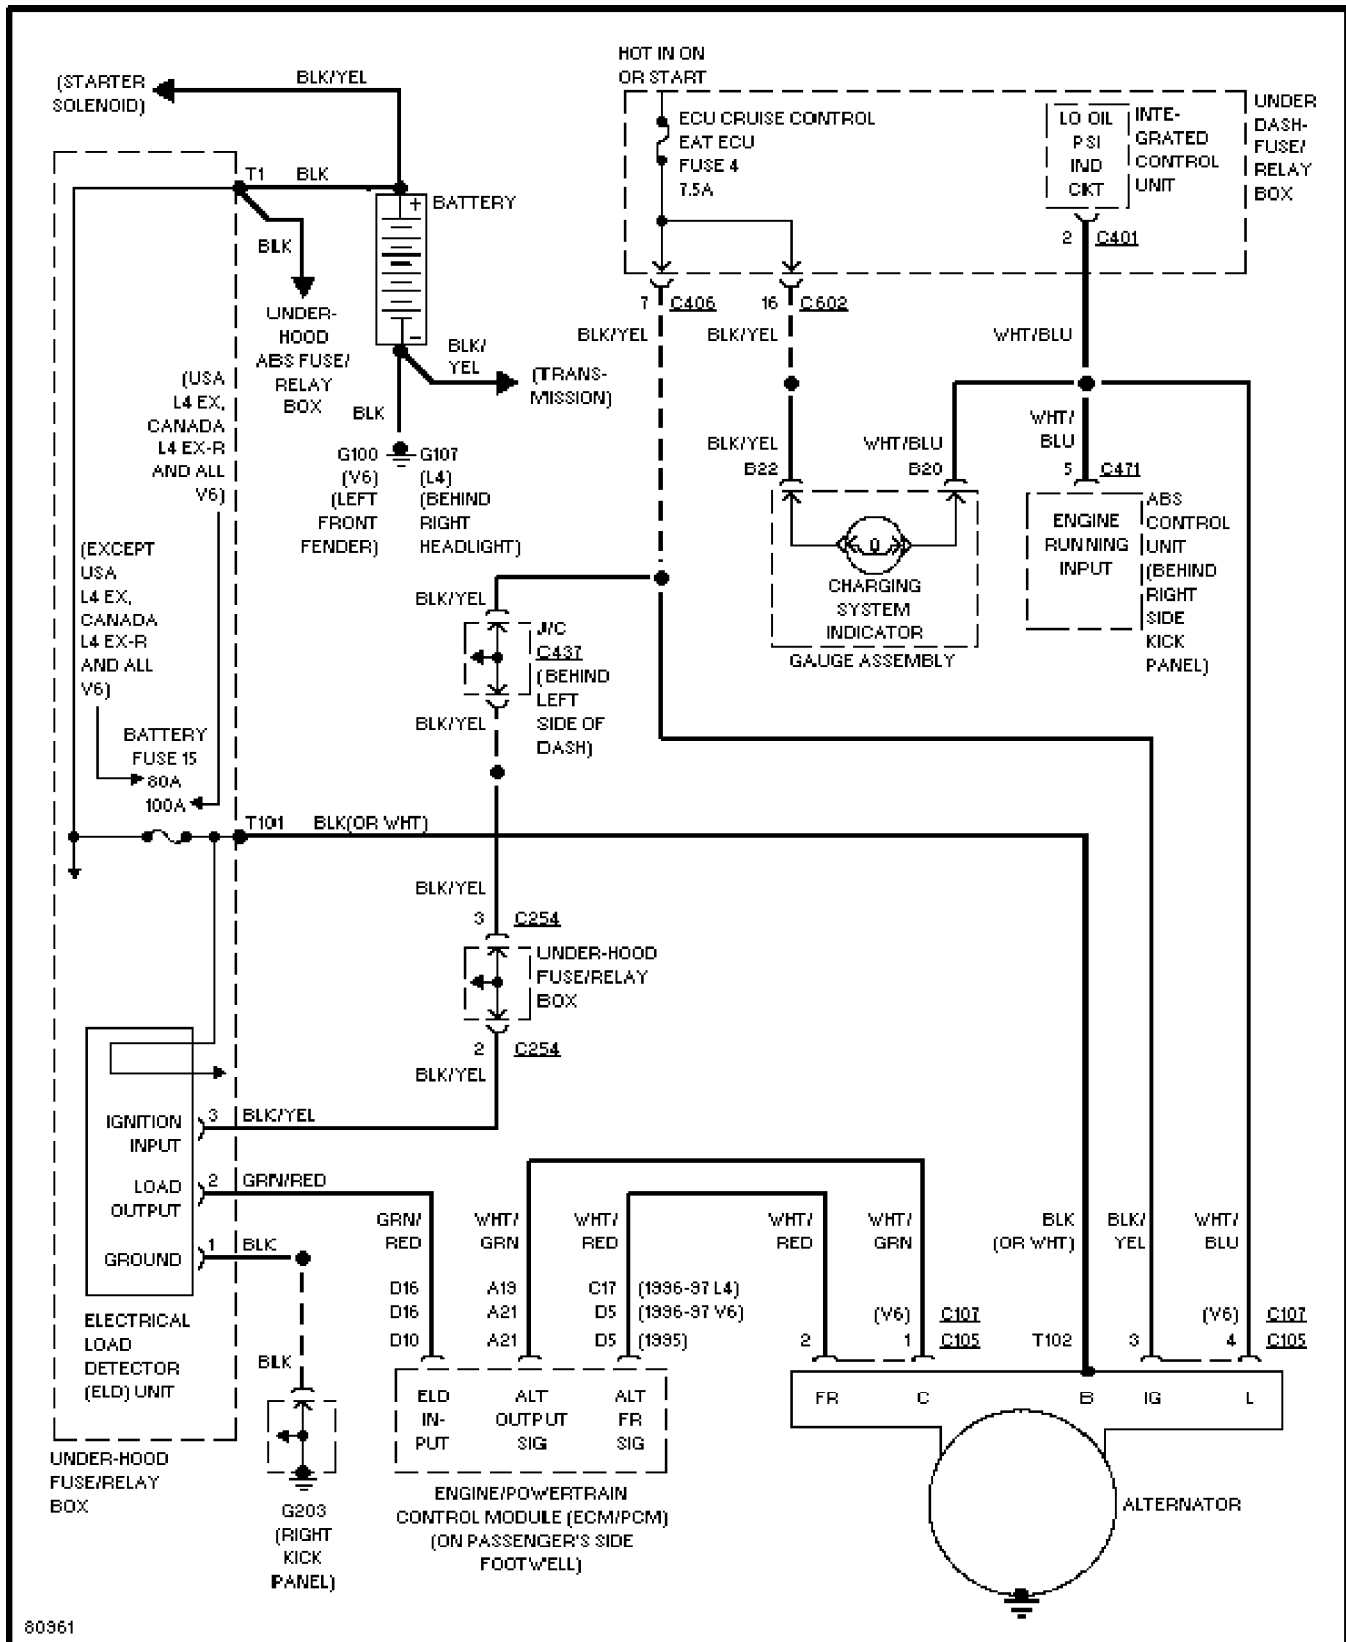 HOT IN ON
OR START
(STARTER
SOLENOID)
BLK/YEL
ECU CRUISE CONTROL
EAT ECU
FUSE 4
7.5A
LO OIL
PSI
IND
CKT
INTE-
GRATED
CONTROL
UNIT
UNDER
DASH-
FUSE/
RELAY
BOX
T1
BLK
+
BATTERY
-
BLK
UNDER-
HOOD
ABS FUSE/
RELAY
BOX
2
C401
7
C406
16
C602
BLK/YEL
BLK/YEL
WHT/BLU
BLK/
YEL
(TRANS-
MISSION)
BLK
G100
(V6)
(LEFT
FRONT
FENDER)
G107
(L4)
(BEHIND
RIGHT
HEADLIGHT)
(USA
L4 EX,
CANADA
L4 EX-R
AND ALL
V6)
BLK/YEL
B22
WHT/BLU
B20
WHT/
BLU
5
C471
ENGINE
RUNNING
INPUT
ABS
CONTROL
UNIT
(BEHIND
RIGHT
SIDE
KICK
PANEL)
CHARGING
SYSTEM
INDICATOR
GAUGE ASSEMBLY
(EXCEPT
USA
L4 EX,
CANADA
L4 EX-R
AND ALL
V6)
BLK/YEL
J/C
C437
(BEHIND
LEFT
SIDE OF
DASH)
BLK/YEL
BATTERY
FUSE 15
80A
100A
T101
BLK(OR WHT)
BLK/YEL
3
C254
UNDER-HOOD
FUSE/RELAY
BOX
2
C254
BLK/YEL
IGNITION
INPUT
3
BLK/YEL
LOAD
OUTPUT
2
GRN/RED
GROUND
1
BLK
ELECTRICAL
LOAD
DETECTOR
(ELD) UNIT
UNDER-HOOD
FUSE/RELAY
BOX
BLK
G203
(RIGHT
KICK
PANEL)
GRN/
RED
WHT/
GRN
WHT/
RED
WHT/
RED
WHT/
GRN
BLK
(OR WHT)
BLK/
YEL
WHT/
BLU
D16
A19
C17
(1996-97 L4)
D16
A21
D5
(1996-97 V6)
D10
A21
D5
(1995)
(V6)
C107
(V6)
C107
2
1
C105
T102
3
4
C105
ELD
IN-
PUT
ALT
OUTPUT
SIG
ALT
FR
SIG
FR
C
B
IG
L
ENGINE/POWERTRAIN
CONTROL MODULE (ECM/PCM)
(ON PASSENGER'S SIDE
FOOTWELL)
ALTERNATOR
80961